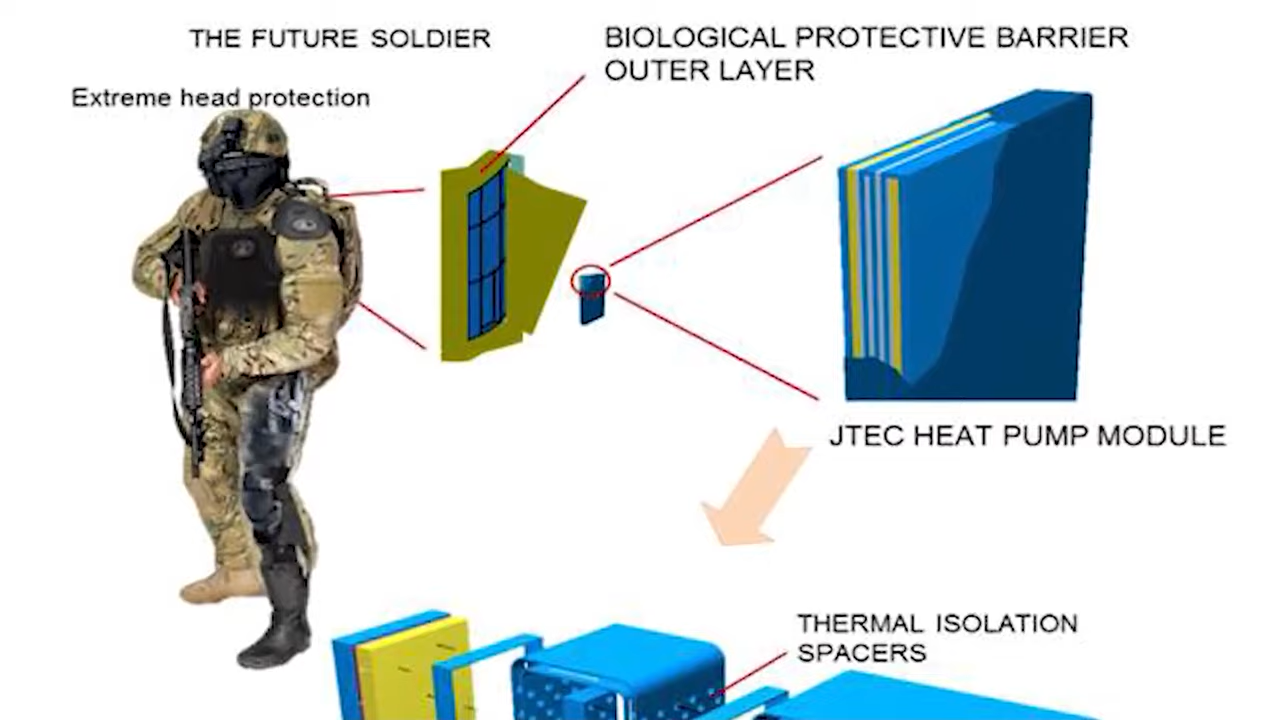 THE FUTURE SOLDIER
BIOLOGICAL PROTECTIVE BARRIER
OUTER LAYER
Extreme head protection
JTEC HEAT PUMP MODULE
THERMAL ISOLATION
SPACERS